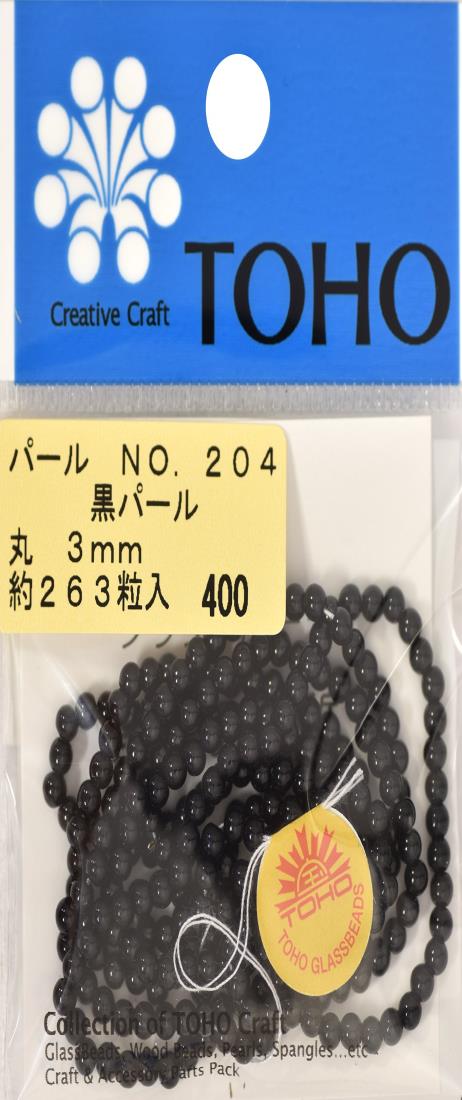 Creative Craft
TOHO
パール NO. 204
黒パール
丸 3mm
約263粒入 400
TOHO
TOHO GLASSBEADS
Collection of TOHO Craft
GlassBeads, Wood Beads, Pearls, Spangles...etc
Craft & Accessory Parts Pack